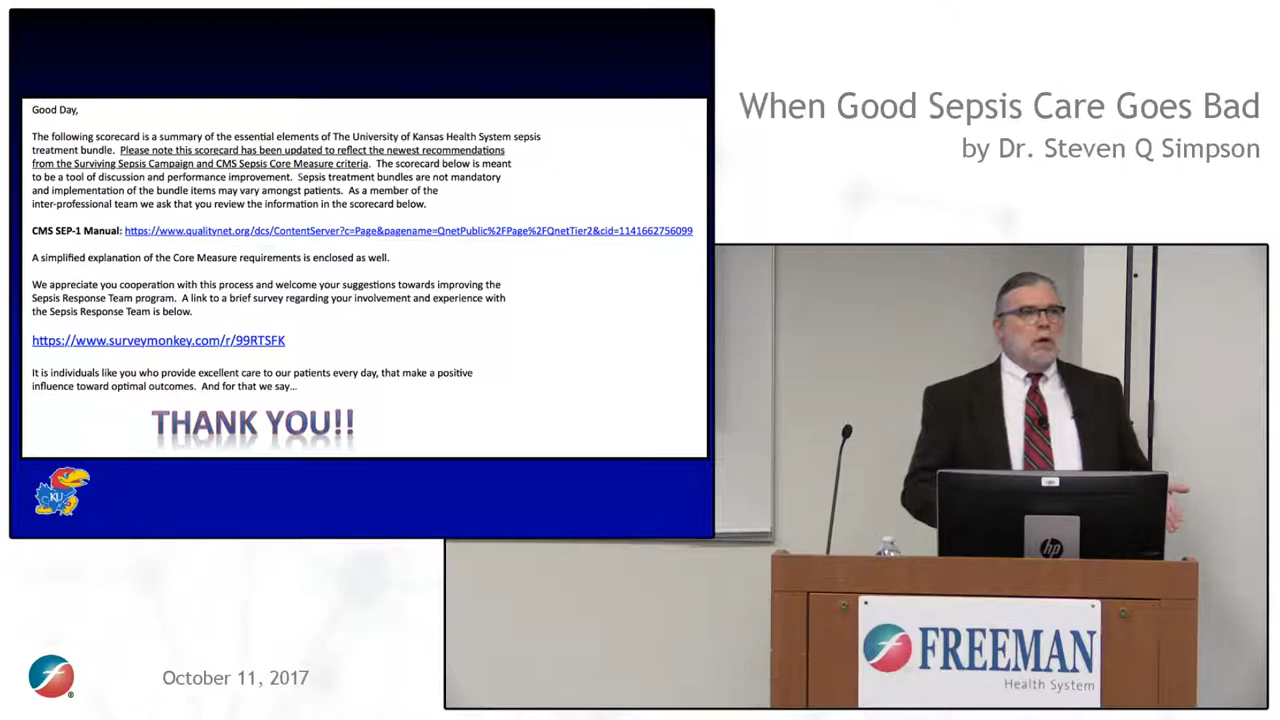 When Good Sepsis Care Goes Bad
by Dr. Steven Q Simpson
Good Day,
The following scorecard is a summary of the essential elements of The University of Kansas Health System sepsis
treatment bundle. Please note this scorecard has been updated to reflect the newest recommendations
from the Surviving Sepsis Campaign and CMS Sepsis Core Measure criteria. The scorecard below is meant
to be a tool of discussion and performance improvement. Sepsis treatment bundles are not mandatory
and implementation of the bundle items may vary amongst patients. As a member of the
inter-professional team we ask that you review the information in the scorecard below.
CMS SEP-1 Manual: https://www.qualitynet.org/dcs/ContentServer?c=Page&pagename=QnetPublic%2FPage%2FQnetTier2&cid=1141662756099
A simplified explanation of the Core Measure requirements is enclosed as well.
We appreciate you cooperation with this process and welcome your suggestions towards improving the
Sepsis Response Team program. A link to a brief survey regarding your involvement and experience with
the Sepsis Response Team is below.
https://www.surveymonkey.com/r/99RTSFK
It is individuals like you who provide excellent care to our patients every day, that make a positive
influence toward optimal outcomes. And for that we say...
THANK YOU!!
KU
hp
FREEMAN
Health System
October 11, 2017